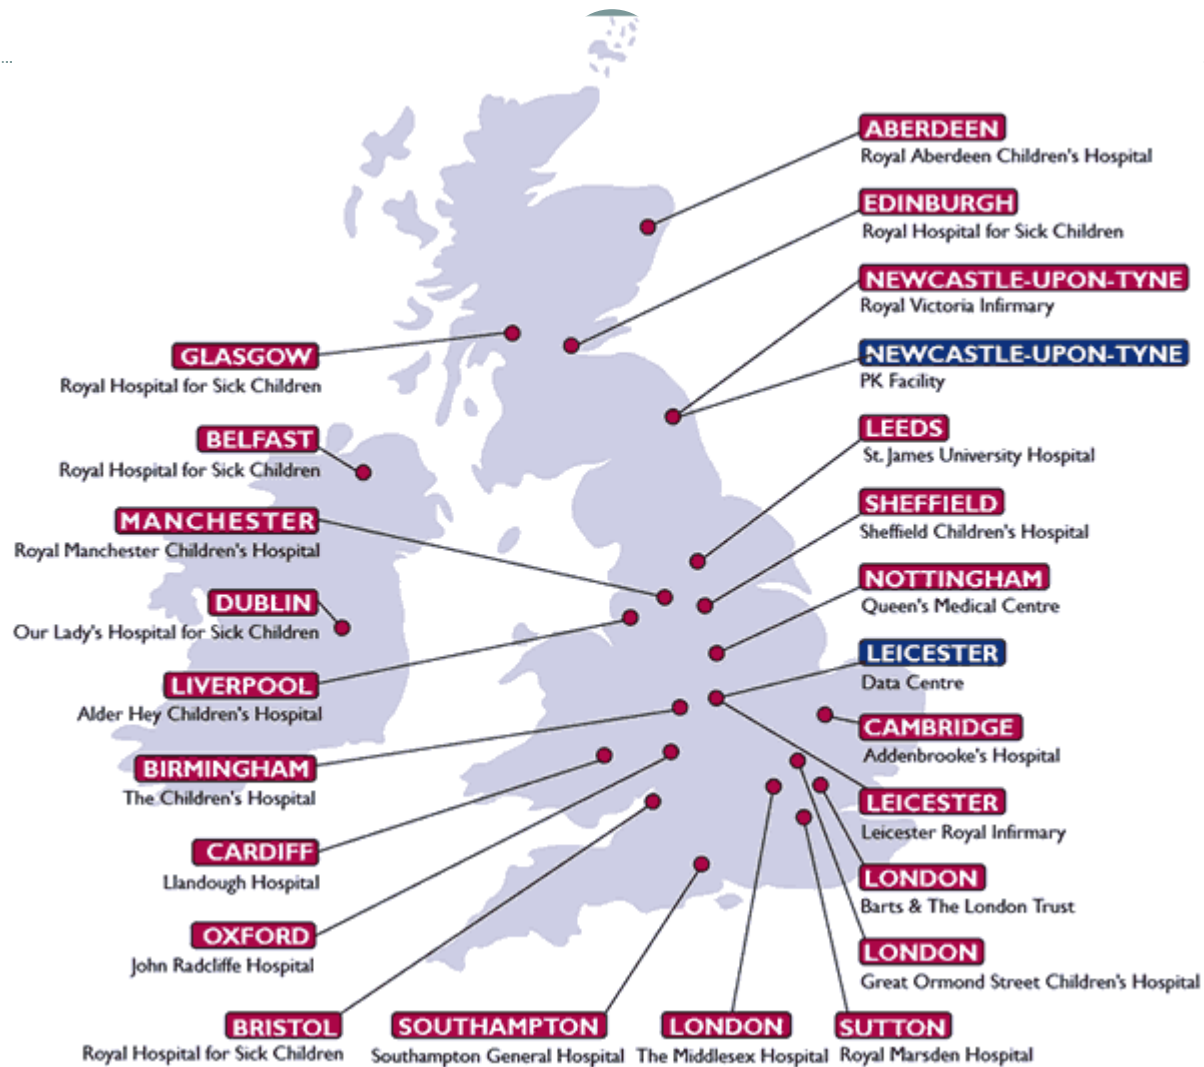 ABERDEEN
Royal Aberdeen Children's Hospital
EDINBURGH
Royal Hospital for Sick Children
NEWCASTLE-UPON-TYNE
Royal Victoria Infirmary
NEWCASTLE-UPON-TYNE
PK Facility
LEEDS
St. James University Hospital
SHEFFIELD
Sheffield Children's Hospital
NOTTINGHAM
Queen's Medical Centre
LEICESTER
Data Centre
CAMBRIDGE
Addenbrooke's Hospital
LEICESTER
Leicester Royal Infirmary
LONDON
Barts & The London Trust
LONDON
Great Ormond Street Children's Hospital
GLASGOW
Royal Hospital for Sick Children
BELFAST
Royal Hospital for Sick Children
MANCHESTER
Royal Manchester Children's Hospital
DUBLIN
Our Lady's Hospital for Sick Children
LIVERPOOL
Alder Hey Children's Hospital
BIRMINGHAM
The Children's Hospital
CARDIFF
Llandough Hospital
OXFORD
John Radcliffe Hospital
BRISTOL
Royal Hospital for Sick Children
SOUTHAMPTON
Southampton General Hospital
LONDON
The Middlesex Hospital
SUTTON
Royal Marsden Hospital